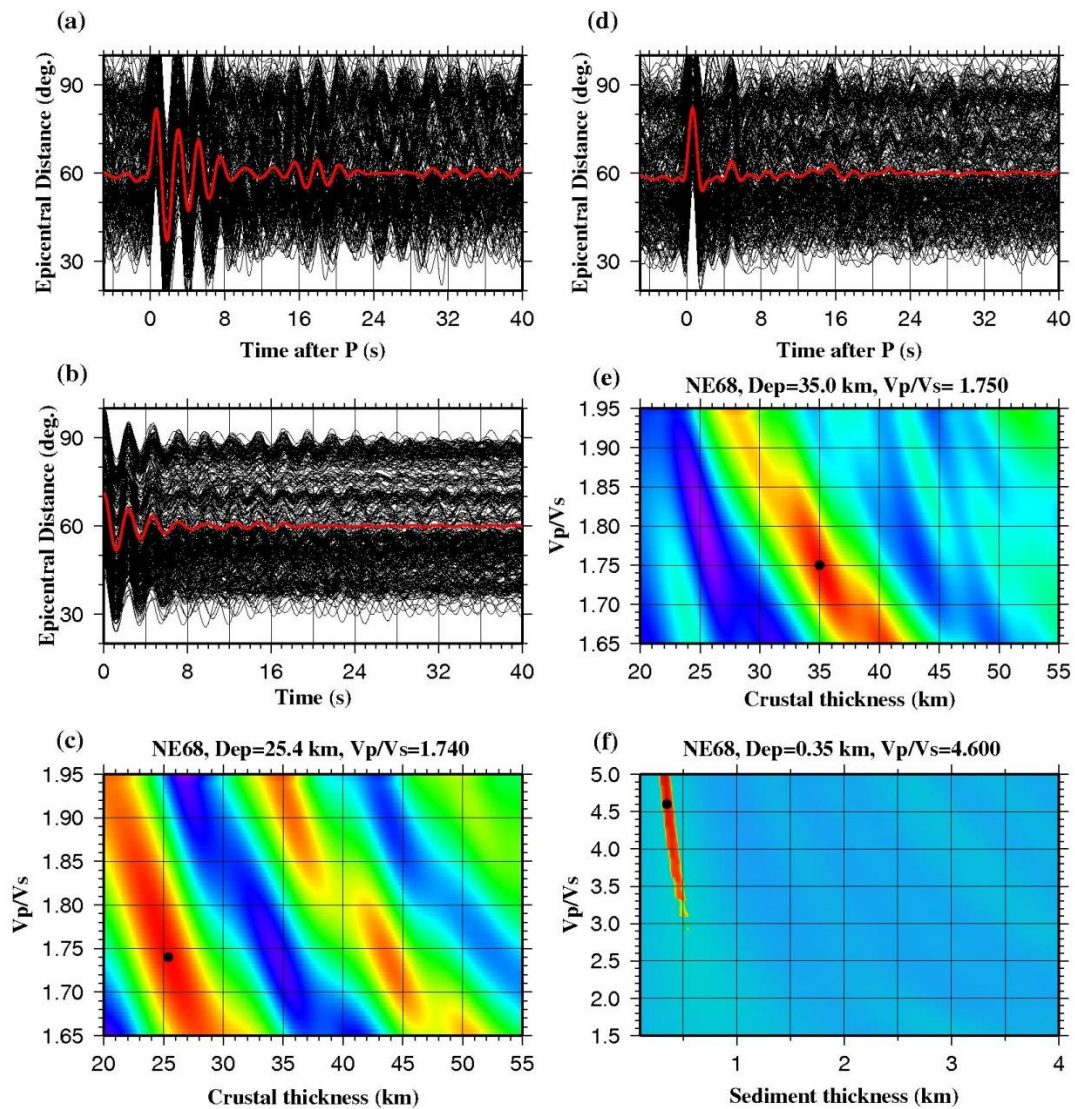 (a)
Epicentral Distance (deg.)
90
60
30
0 8 16 24 32 40
Time after P (s)
(d)
Epicentral Distance (deg.)
90
60
30
0 8 16 24 32 40
Time after P (s)
(b)
Epicentral Distance (deg.)
90
60
30
0 4 8 12 16 20 24 28 32 36 40
Time (s)
(e)
NE68, Dep=35.0 km, Vp/Vs= 1.750
Vp/Vs
1.95
1.90
1.85
1.80
1.75
1.70
1.65
20 25 30 35 40 45 50 55
Crustal thickness (km)
(c)
NE68, Dep=25.4 km, Vp/Vs=1.740
Vp/Vs
1.95
1.90
1.85
1.80
1.75
1.70
1.65
20 25 30 35 40 45 50 55
Crustal thickness (km)
(f)
NE68, Dep=0.35 km, Vp/Vs=4.600
Vp/Vs
5.0
4.5
4.0
3.5
3.0
2.5
2.0
1.5
1 2 3 4
Sediment thickness (km)